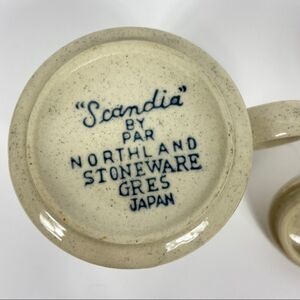 "Scandia"
BY
PAR
NORTHLAND
STONEWARE
GRES
JAPAN